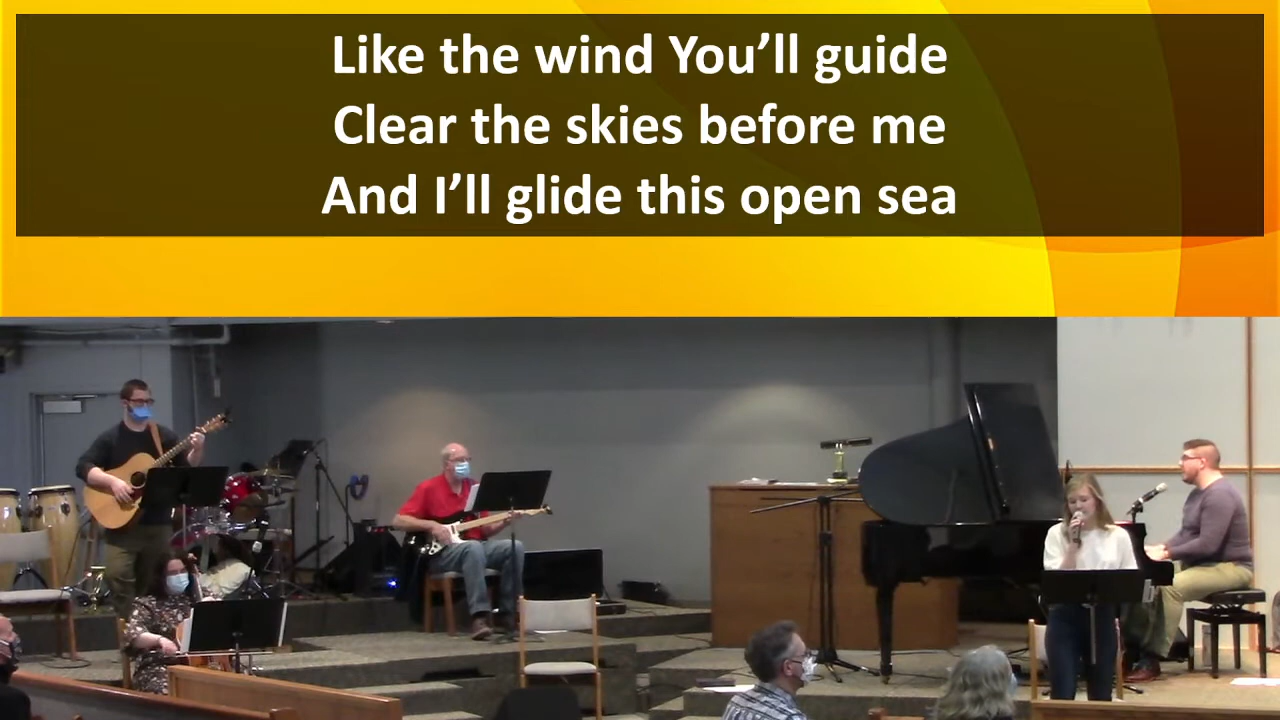 Like the wind You’ll guide
Clear the skies before me
And I’ll glide this open sea